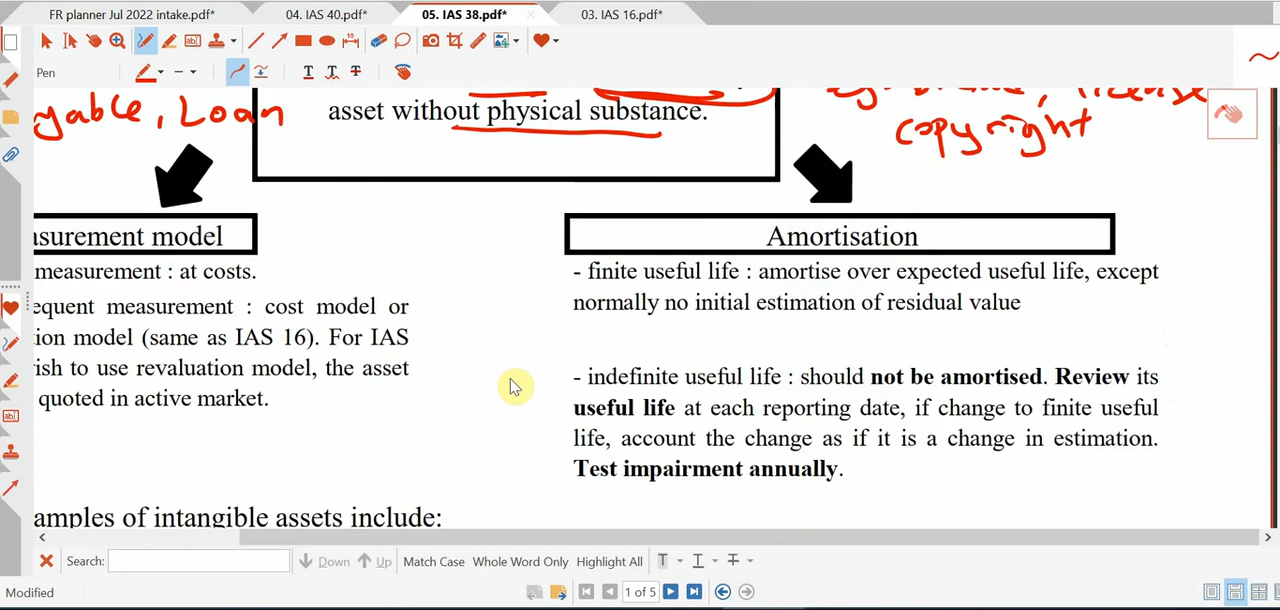 FR planner Jul 2022 intake.pdf*
04. IAS 40.pdf*
05. IAS 38.pdf*
03. IAS 16.pdf*
Pen
yable, Loan
asset without physical substance.
copyright
asurement model
Amortisation
measurement : at costs.
equent measurement : cost model or
ion model (same as IAS 16). For IAS
ish to use revaluation model, the asset
quoted in active market.
- finite useful life : amortise over expected useful life, except
normally no initial estimation of residual value
- indefinite useful life : should not be amortised. Review its
useful life at each reporting date, if change to finite useful
life, account the change as if it is a change in estimation.
Test impairment annually.
amples of intangible assets include:
Search:
Down
Up
Match Case
Whole Word Only
Highlight All
Modified
1 of 5